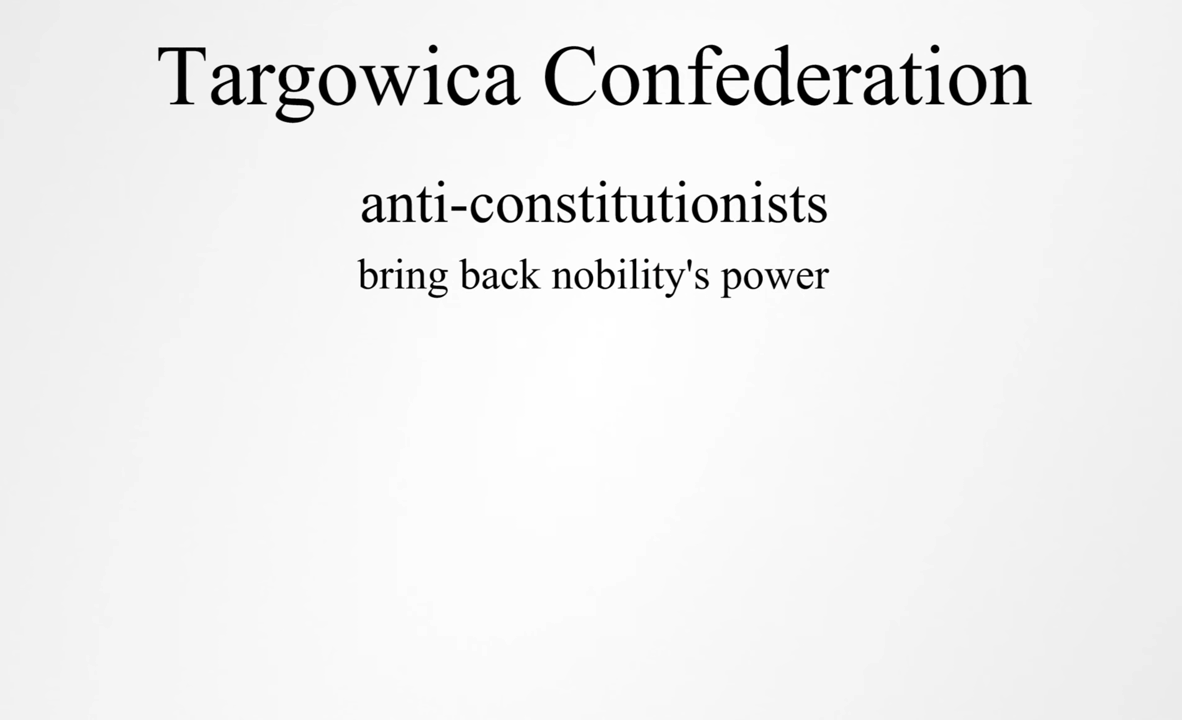 Targowica Confederation
anti-constitutionists
bring back nobility's power